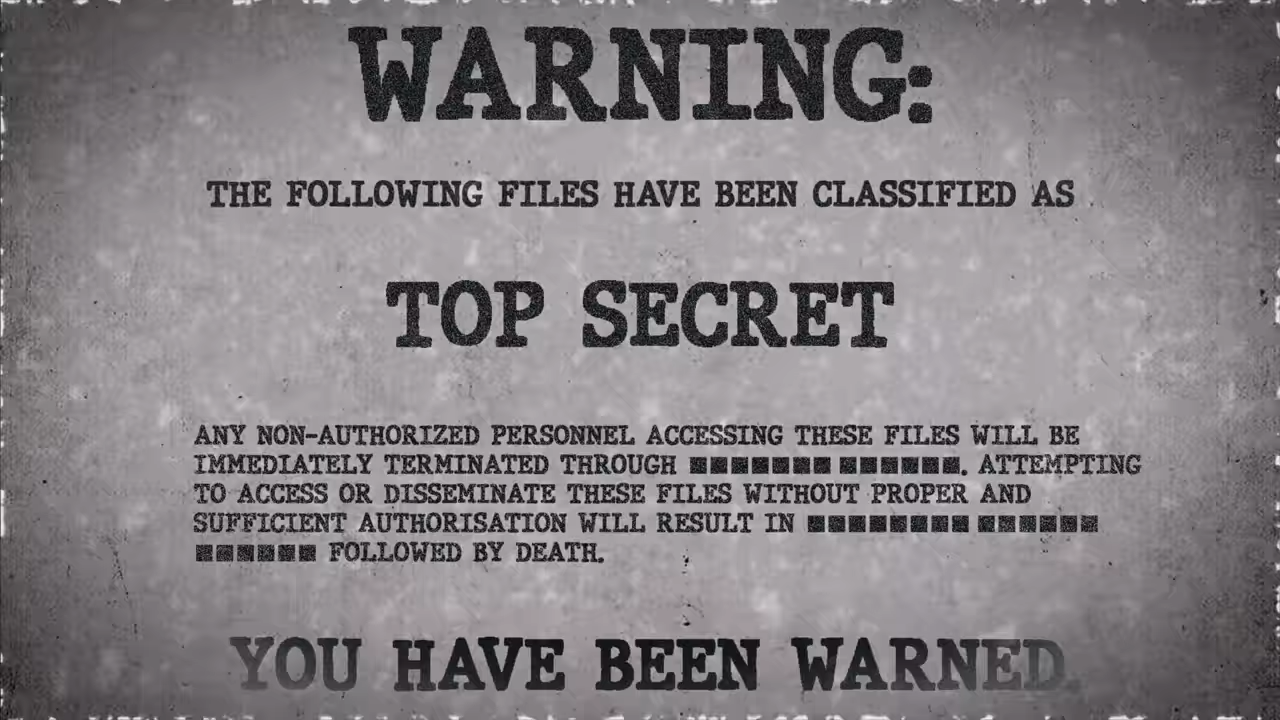 WARNING:
THE FOLLOWING FILES HAVE BEEN CLASSIFIED AS
TOP SECRET
ANY NON-AUTHORIZED PERSONNEL ACCESSING THESE FILES WILL BE
IMMEDIATELY TERMINATED THROUGH ■■■■■■■ ■■■■■■. ATTEMPTING
TO ACCESS OR DISSEMINATE THESE FILES WITHOUT PROPER AND
SUFFICIENT AUTHORISATION WILL RESULT IN ■■■■■■■■ ■■■■■■
■■■■■■ FOLLOWED BY DEATH.
YOU HAVE BEEN WARNED.